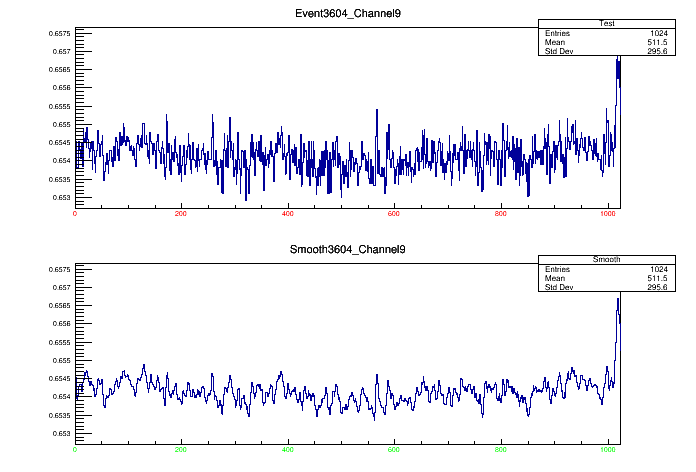 Event3604_Channel9
Test
Entries 1024
Mean 511.5
Std Dev 295.6
0.6575
0.657
0.6565
0.656
0.6555
0.655
0.6545
0.654
0.6535
0.653
0 200 400 600 800 1000
Smooth3604_Channel9
Smooth
Entries 1024
Mean 511.5
Std Dev 295.6
0.6575
0.657
0.6565
0.656
0.6555
0.655
0.6545
0.654
0.6535
0.653
0 200 400 600 800 1000